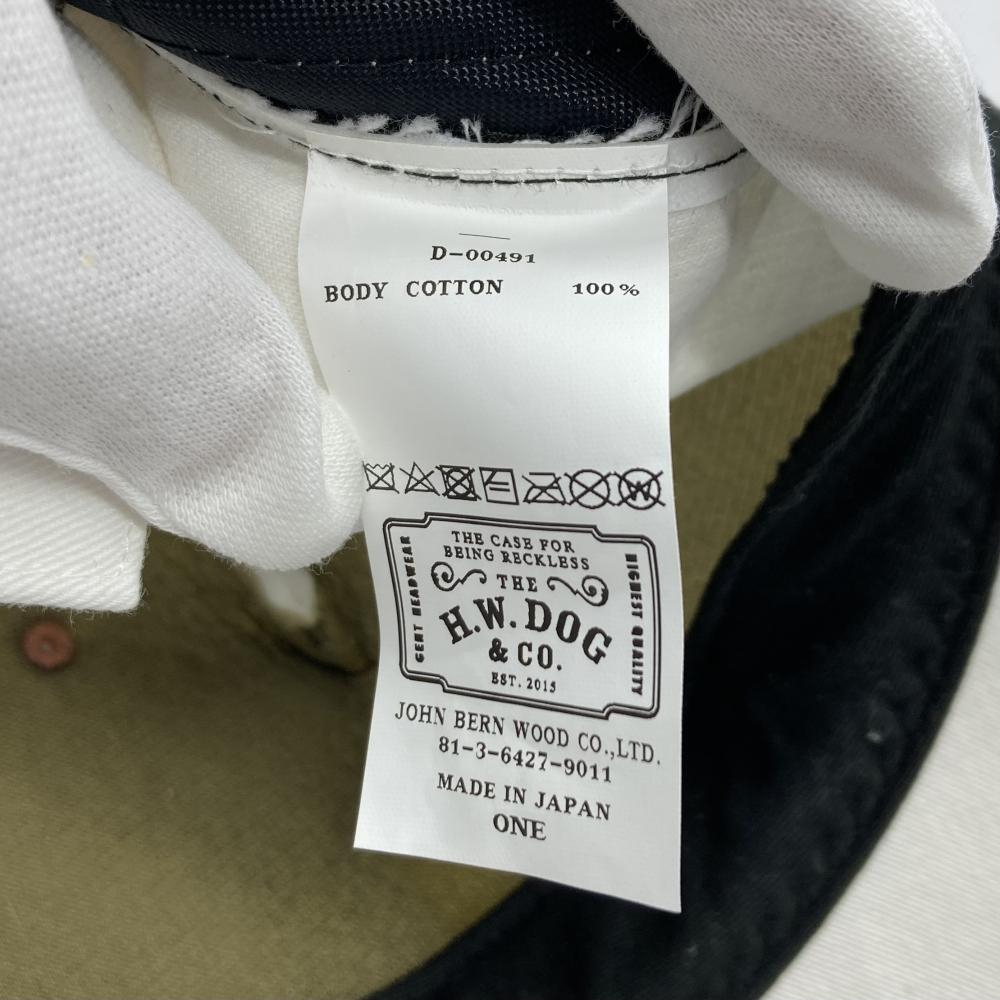 D-00491
BODY COTTON 100%
THE CASE FOR
BEING RECKLESS
GENT HEADWEAR
THE
H.W.DOG
& CO.
EST. 2015
HIGHEST QUALITY
JOHN BERN WOOD CO.,LTD.
81-3-6427-9011
MADE IN JAPAN
ONE